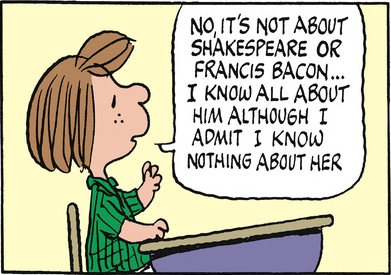 NO, IT'S NOT ABOUT
SHAKESPEARE OR
FRANCIS BACON...
I KNOW ALL ABOUT
HIM ALTHOUGH I
ADMIT I KNOW
NOTHING ABOUT HER